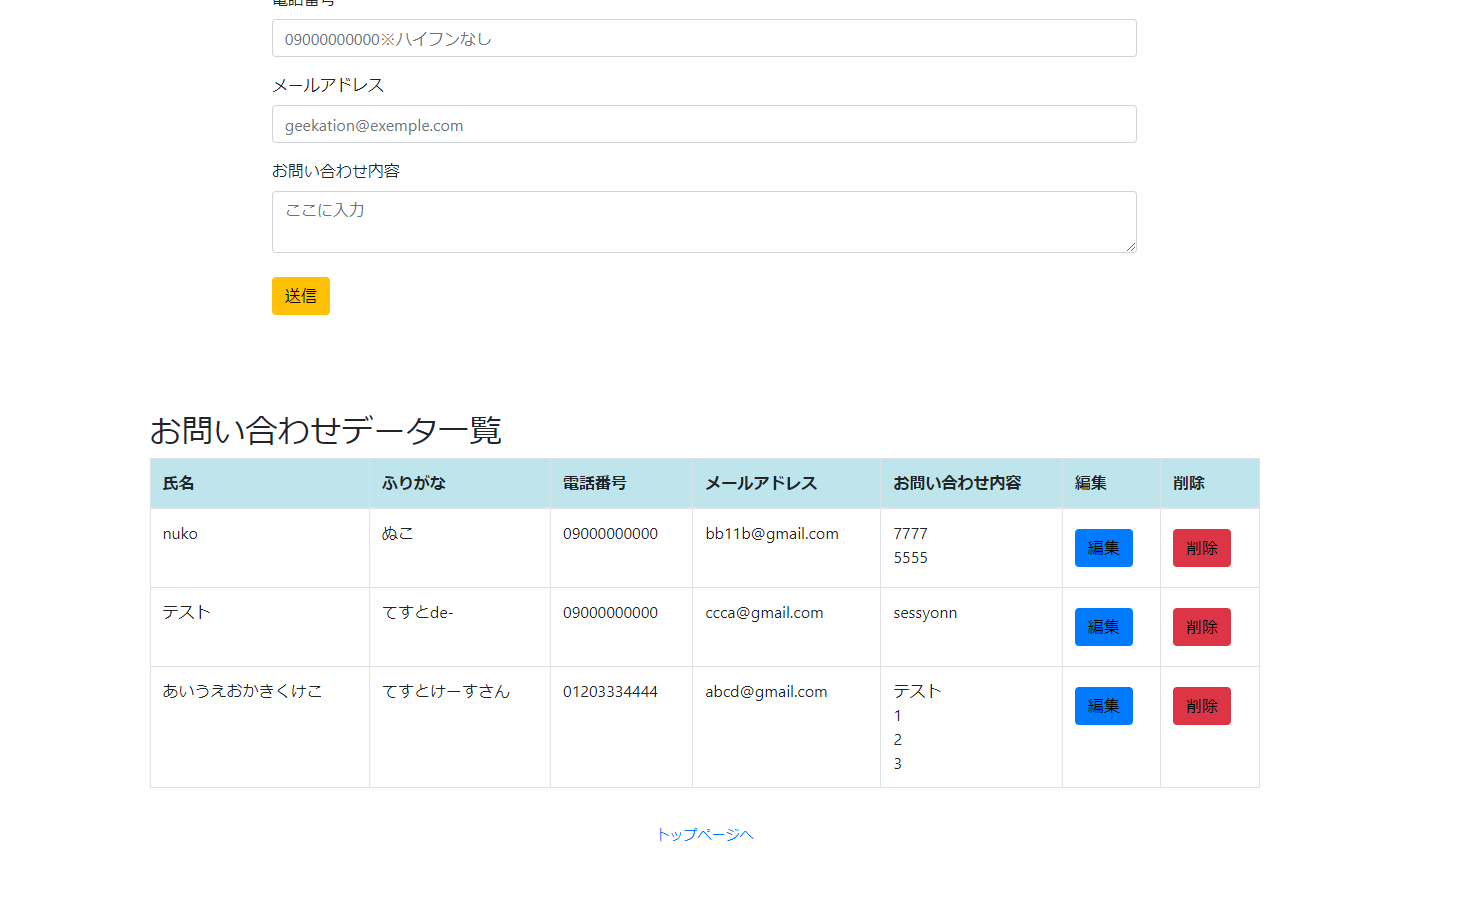 電話番号
09000000000※ハイフンなし
メールアドレス
geekation@exemple.com
お問い合わせ内容
ここに入力
送信
お問い合わせデータ一覧
氏名 ふりがな 電話番号 メールアドレス お問い合わせ内容 編集 削除
nuko ぬこ 09000000000 bb11b@gmail.com 7777
5555
編集 削除
テスト てすとde- 09000000000 ccca@gmail.com sessyonn 編集 削除
あいうえおかきくけこ てすとけーすさん 01203334444 abcd@gmail.com テスト
1
2
3
編集 削除
トップページへ